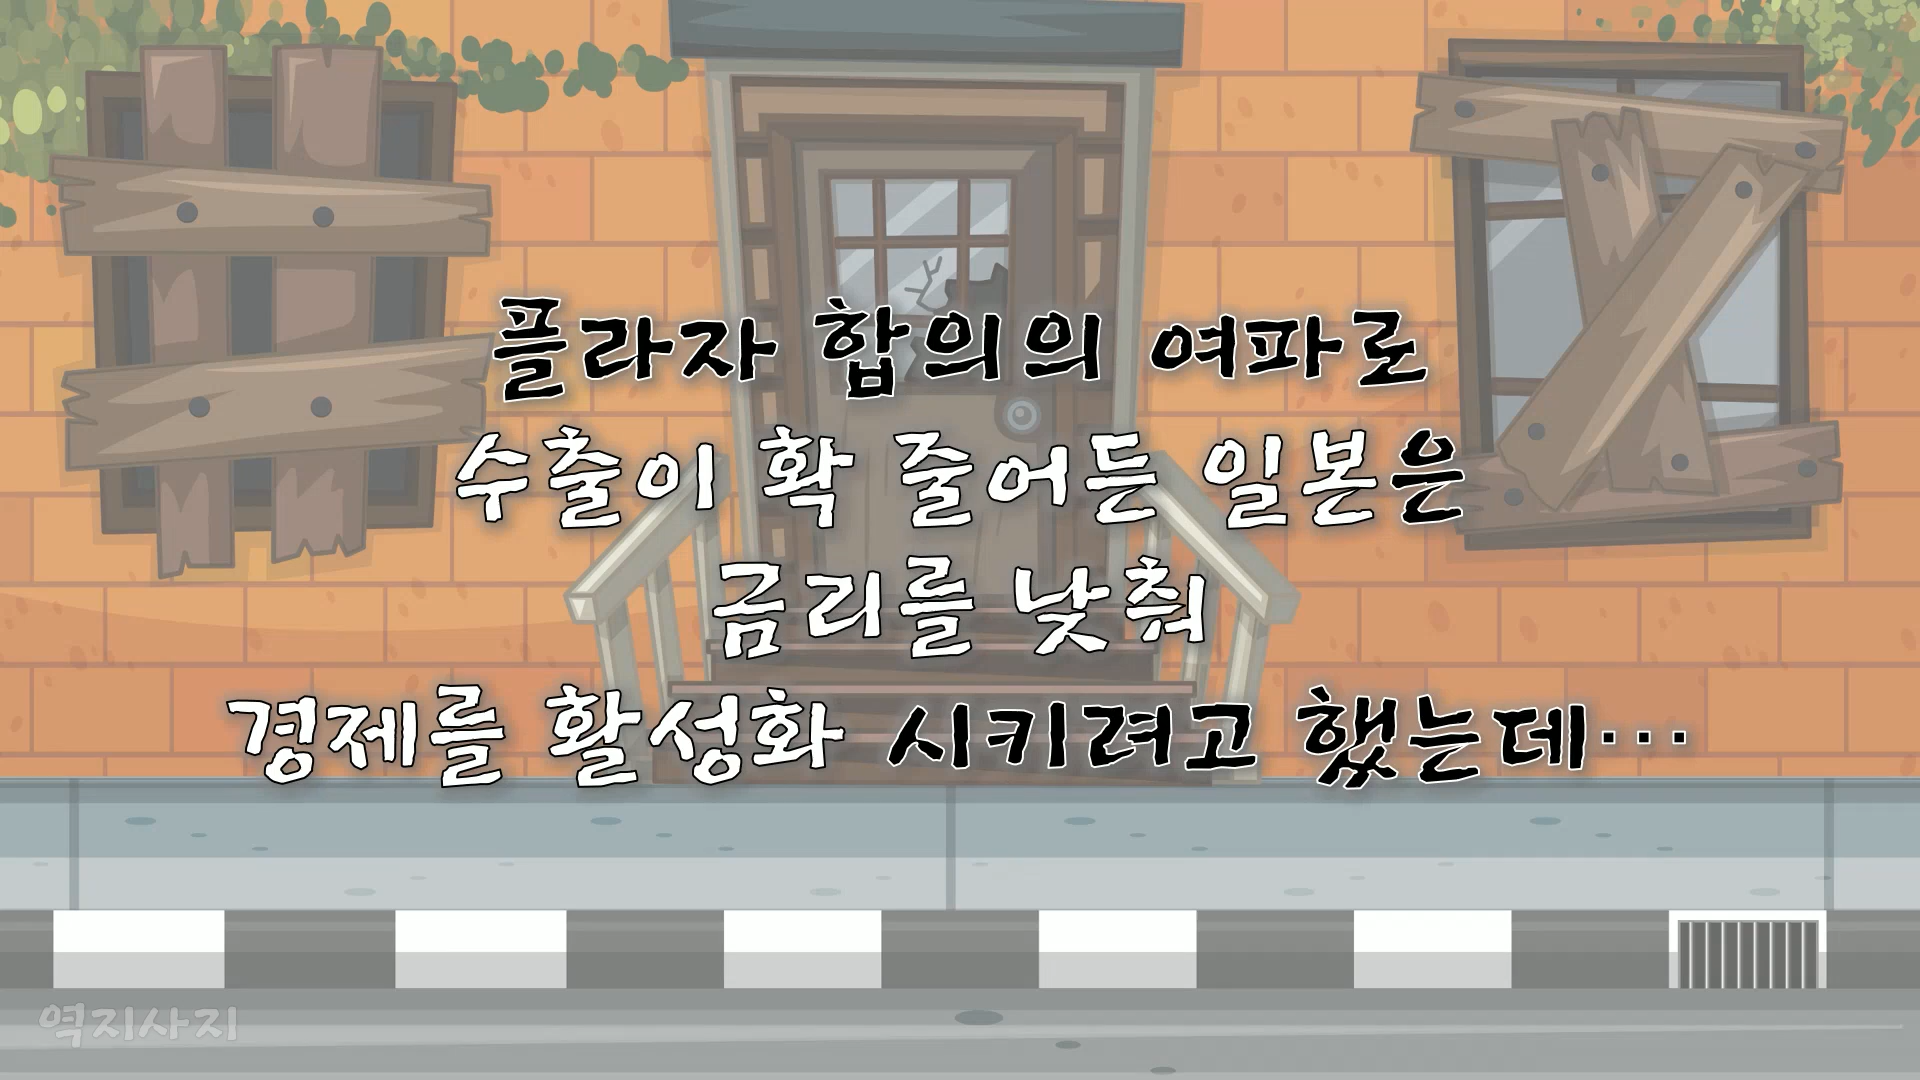 플라자 합의의 여파로
수출이 확 줄어든 일본은
금리를 낮춰
경제를 활성화 시키려고 했는데…
역지사지